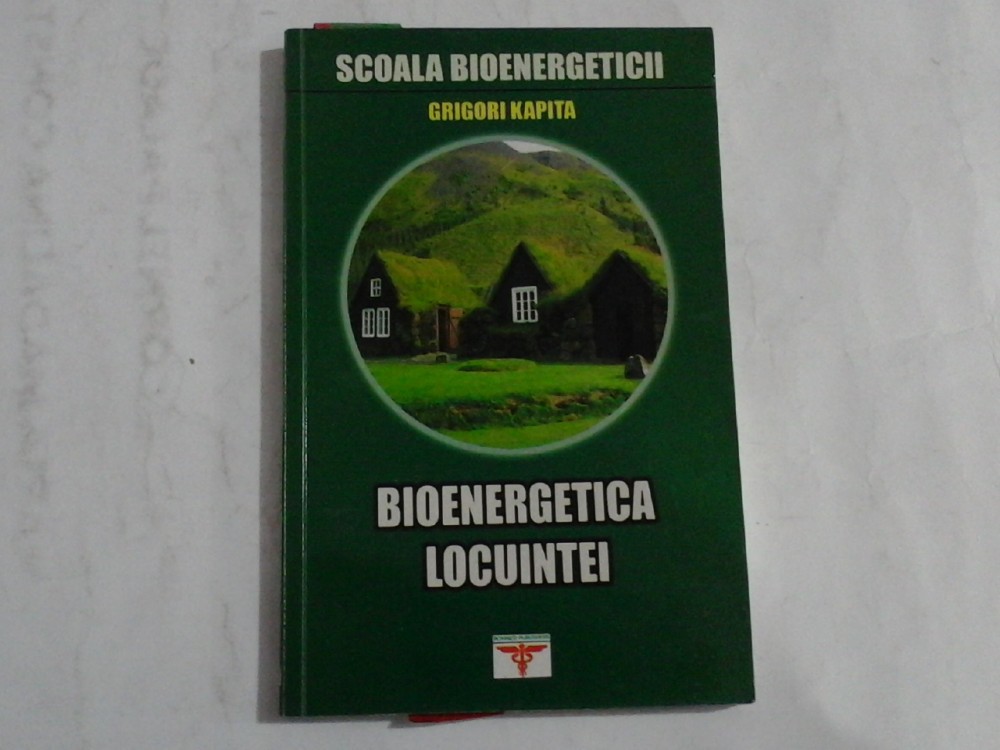 SCOALA BIOENERGETICII
GRIGORI KAPITA
BIOENERGETICA
LOCUINTEI